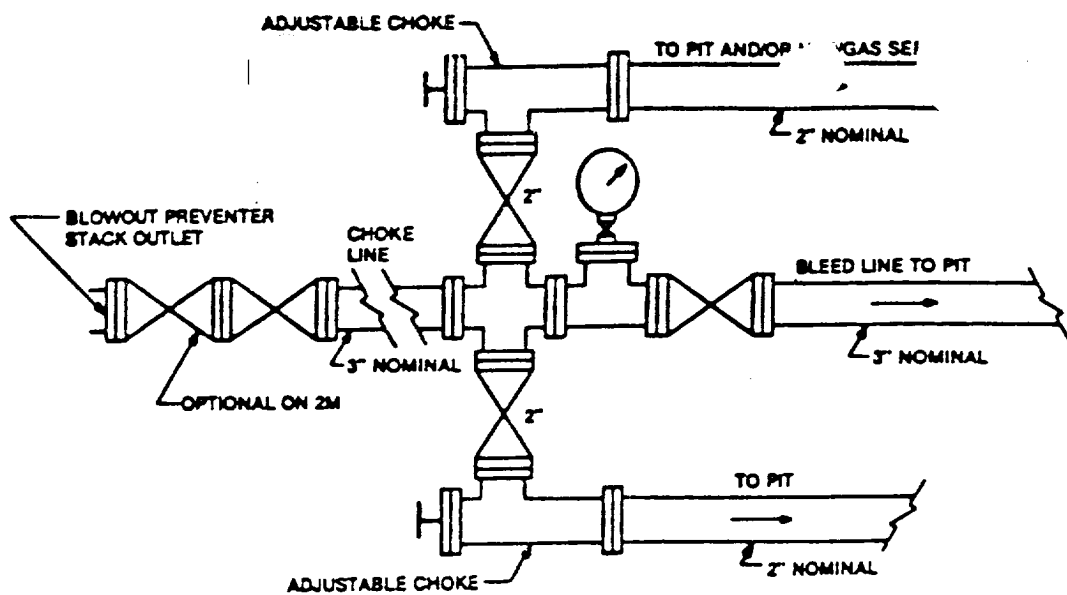 ADJUSTABLE CHOKE
TO PIT AND/OR GAS
2" NOMINAL
2"
BLOWOUT PREVENTER
STACK OUTLET
CHOKE
LINE
BLEED LINE TO PIT
3" NOMINAL
3" NOMINAL
OPTIONAL ON 2M
2"
TO PIT
2" NOMINAL
ADJUSTABLE CHOKE